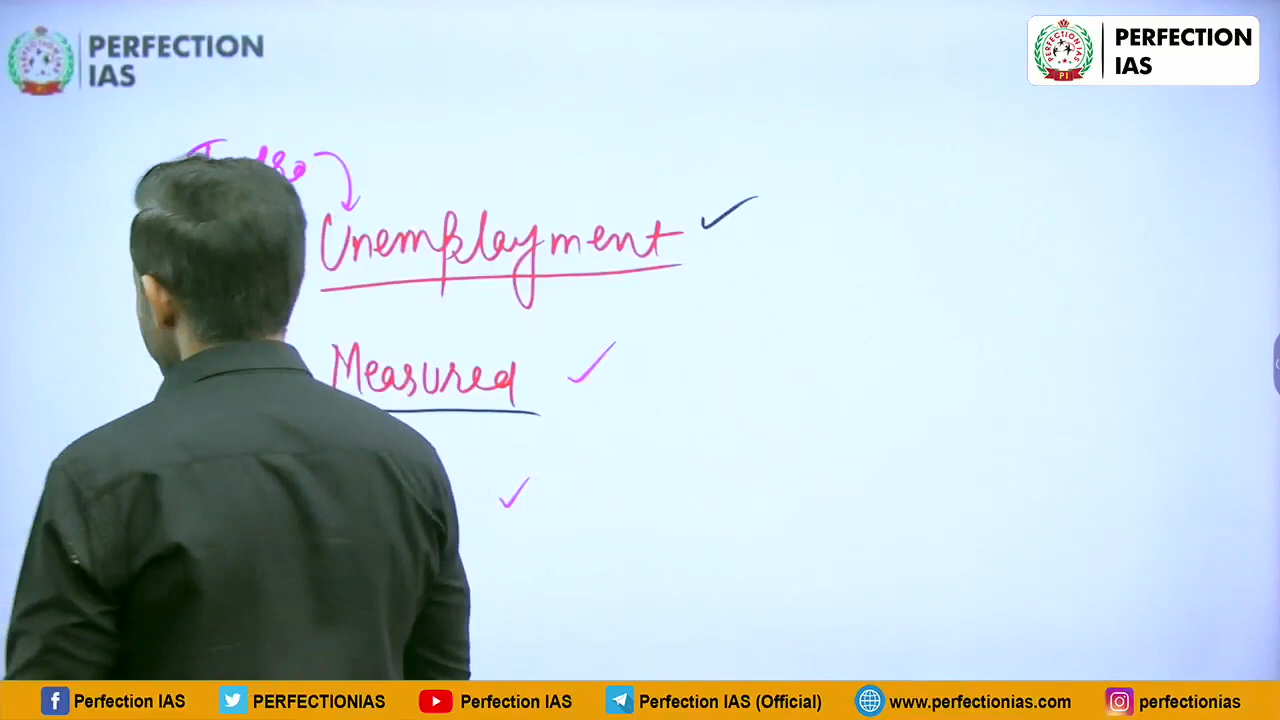 PERFECTION
IAS
PERFECTION
IAS
Unemployment
Measured
Perfection IAS
PERFECTIONIAS
Perfection IAS
Perfection IAS (Official)
www.perfectionias.com
perfectionias